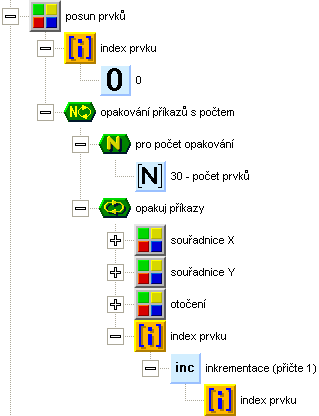 posun prvků
[i] index prvku
0 0
N opakování příkazů s počtem
N pro počet opakování
[N] 30 - počet prvků
opakuj příkazy
souřadnice X
souřadnice Y
otočení
[i] index prvku
inc inkrementace (přičte 1)
[i] index prvku